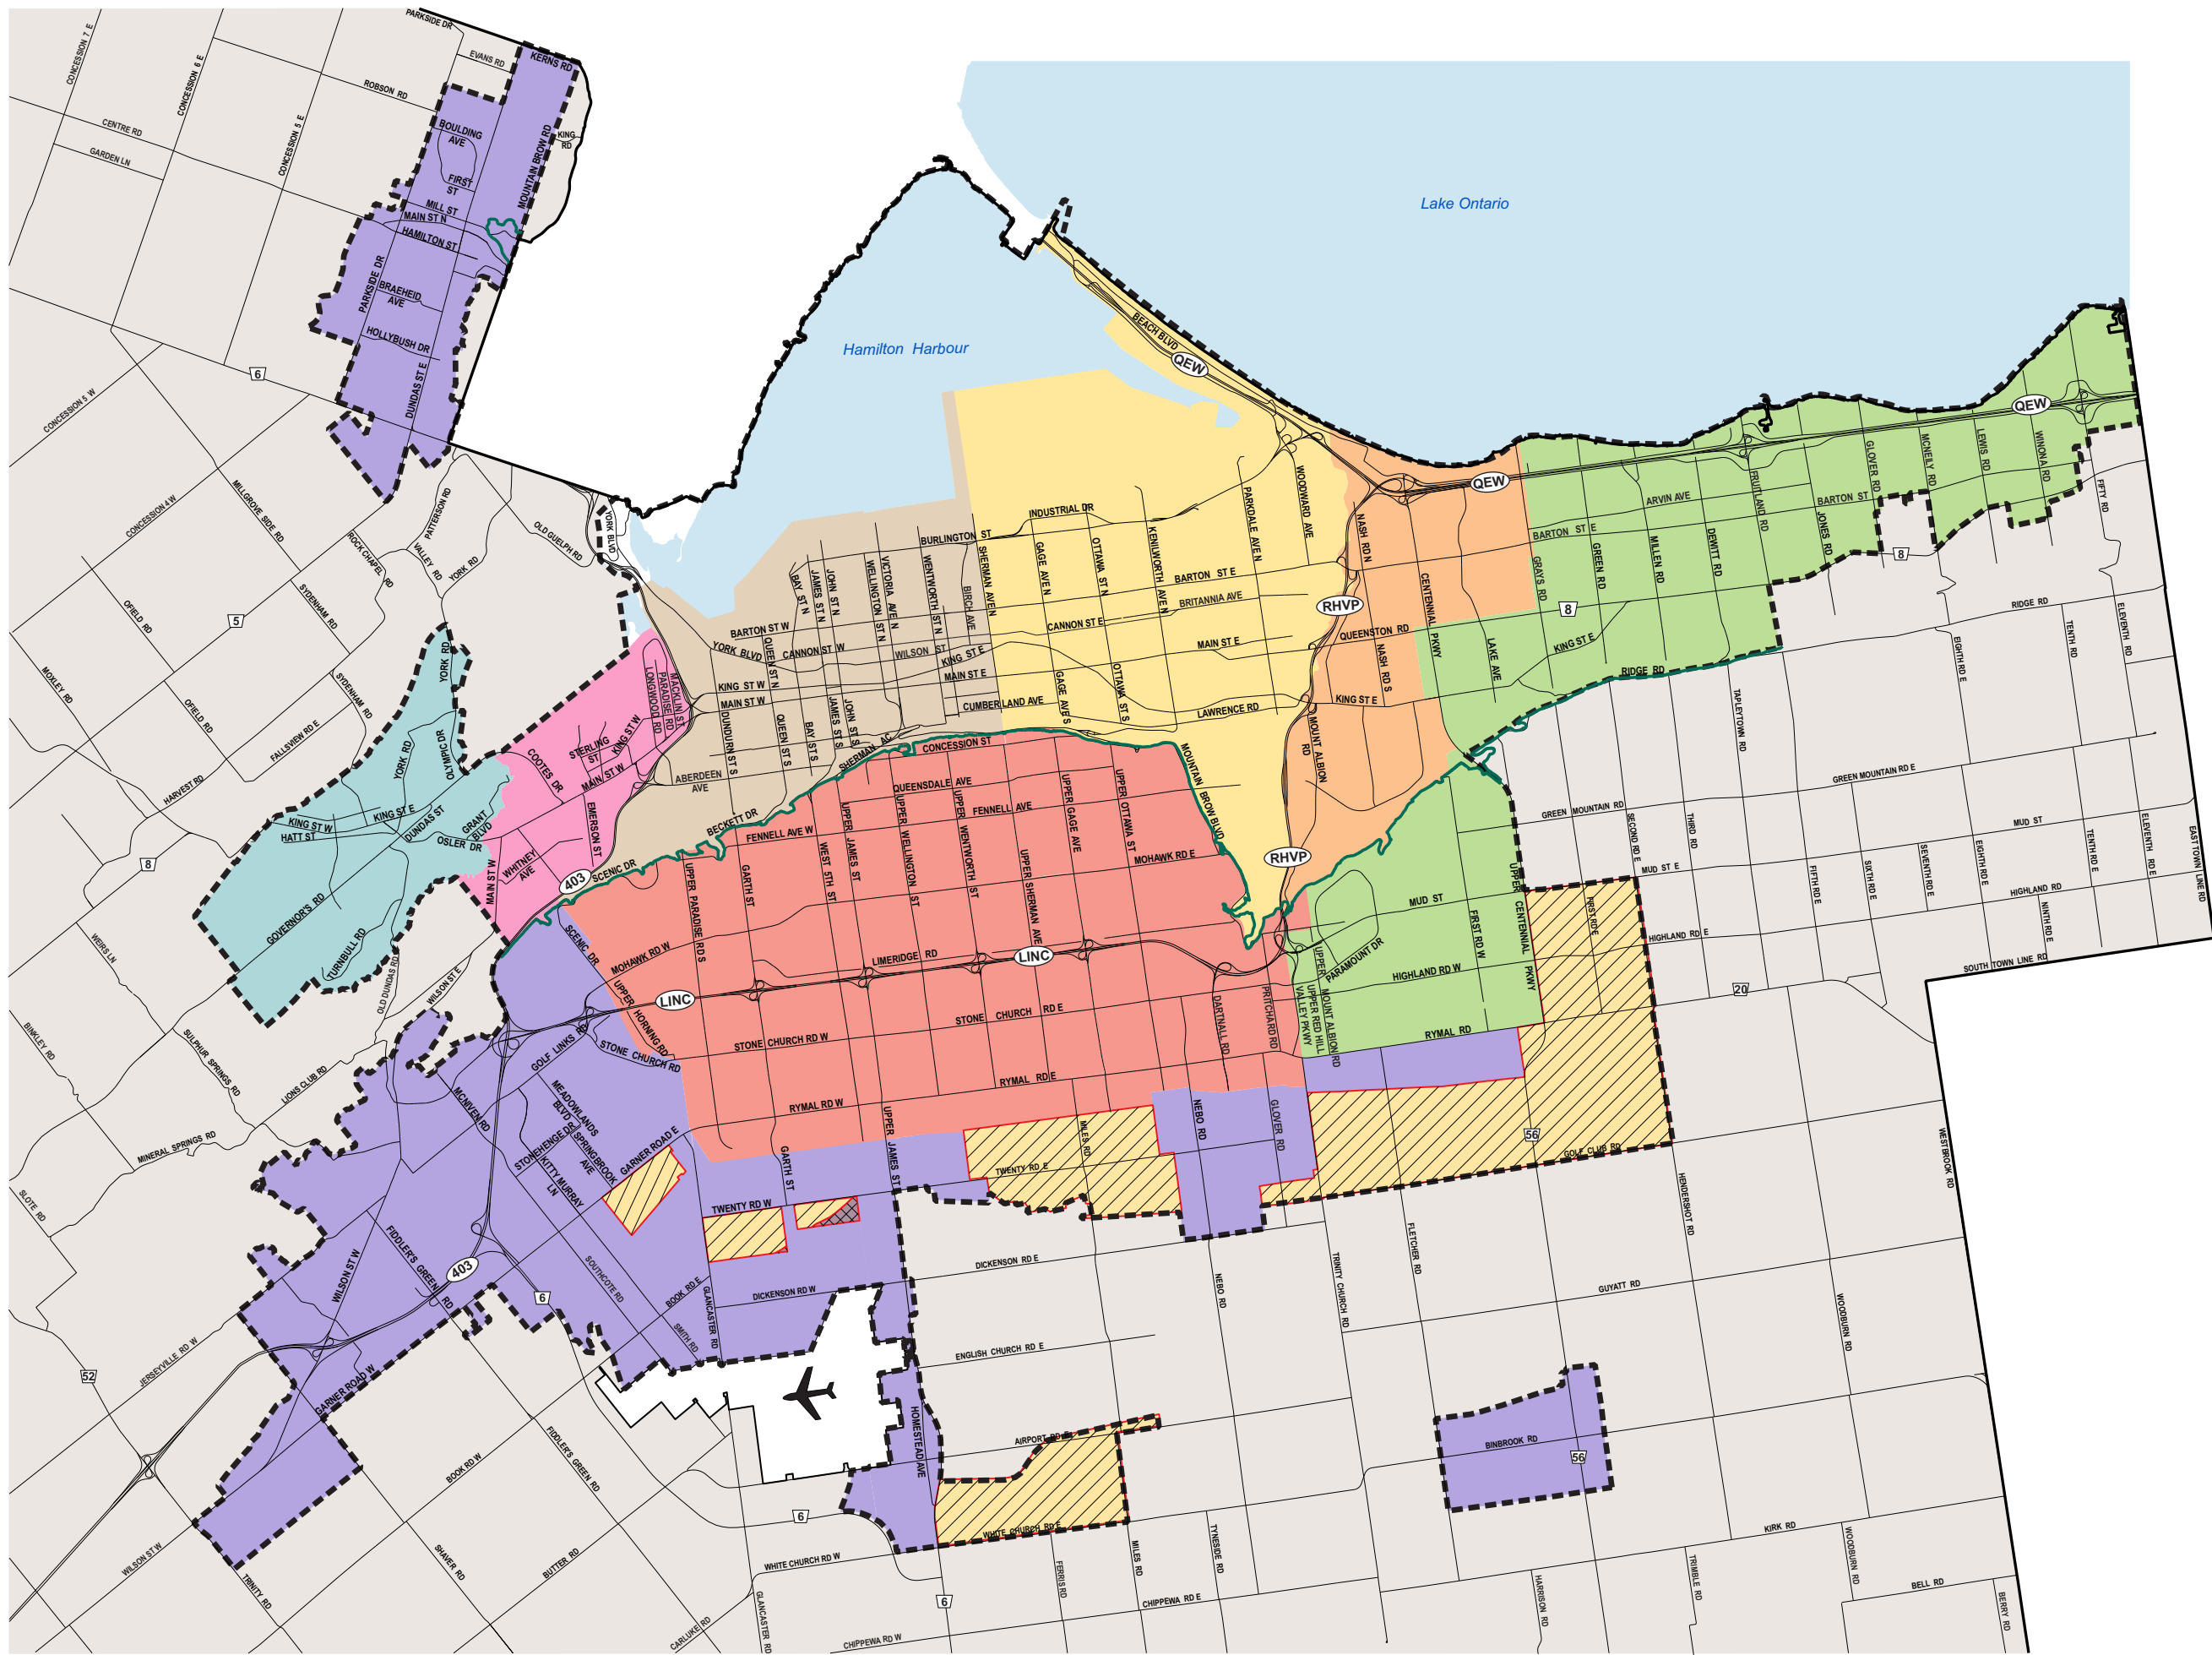 PARKSIDE DR
CONCESSION 7 E
CONCESSION 6 E
EVANS RD
KERNS RD
ROBSON RD
CENTRE RD
GARDEN LN
CONCESSION 5 E
BOULDING
AVE
KING
RD
MOUNTAIN BROW RD
FIRST
ST
MILL ST
MAIN ST N
HAMILTON ST
PARKSIDE DR
BRAEHEID
AVE
HOLLYBUSH DR
DUNDAS ST E
6
CONCESSION 5 W
CONCESSION 4 W
MILLGROVE SIDE RD
PATTERSON RD
ROCK CHAPEL RD
VALLEY RD
YORK RD
OLD GUELPH RD
YORK BLVD
Lake Ontario
Hamilton Harbour
BEACH BLVD
QEW
QEW
QEW
OFIELD RD
SYDENHAM RD
5
MOXLEY RD
OFIELD RD
SYDENHAM RD
FALLSVIEW RD E
HARVEST RD
8
YORK RD
YORK RD
OLYMPIC DR
KING ST W
HATT ST
KING ST E
DUNDAS ST
GRANT
BLVD
OSLER DR
GOVERNOR'S RD
TURNBULL RD
OLD DUNDAS RD
WILSON ST E
WEIRS LN
BINKLEY RD
SULPHUR SPRINGS RD
LIONS CLUB RD
MINERAL SPRINGS RD
SLOTE RD
COOTES DR
STERLING
ST
KING ST W
MAIN ST W
LONGWOOD RD
PARADISE RD
MACKLIN ST
EMERSON ST
WHITNEY
AVE
MAIN ST W
403
SCENIC DR
BURLINGTON ST
INDUSTRIAL DR
BAY ST N
JAMES ST N
JOHN ST N
WELLINGTON ST N
VICTORIA AVE N
WENTWORTH ST N
BIRCH AVE
SHERMAN AVE N
GAGE AVE N
OTTAWA ST N
KENILWORTH AVE N
PARKDALE AVE N
WOODWARD AVE
BARTON ST W
BARTON ST E
BRITANNIA AVE
YORK BLVD
QUEEN ST N
CANNON ST W
CANNON ST E
WILSON ST
KING ST E
KING ST W
MAIN ST W
MAIN ST E
MAIN ST E
CUMBERLAND AVE
LAWRENCE RD
DUNDURN ST S
QUEEN ST S
BAY ST S
JAMES ST S
JOHN ST S
SHERMAN AC
GAGE AVE S
OTTAWA ST S
ABERDEEN
AVE
BECKETT DR
CONCESSION ST
QUEENSDALE AVE
FENNELL AVE
FENNELL AVE W
MOUNTAIN BROW BLVD
UPPER PARADISE RD S
GARTH ST
WEST 5TH ST
UPPER JAMES ST
UPPER WELLINGTON ST
UPPER WENTWORTH ST
UPPER SHERMAN AVE
UPPER GAGE AVE
UPPER OTTAWA ST
MOHAWK RD E
MOHAWK RD W
LIMERIDGE RD
LINC
LINC
SCENIC DR
UPPER HORNING RD
STONE CHURCH RD
STONE CHURCH RD W
STONE CHURCH RD E
RYMAL RD W
RYMAL RD E
RYMAL RD
DARTNALL RD
PRITCHARD RD
RHVP
RHVP
NASH RD N
NASH RD S
CENTENNIAL PKWY
QUEENSTON RD
KING ST E
MOUNT ALBION
RD
LAKE AVE
GRAYS RD
GREEN RD
MILLEN RD
DEWITT RD
FRUITLAND RD
JONES RD
GLOVER RD
MCNEILY RD
LEWIS RD
WINONA RD
FIFTY RD
ARVIN AVE
BARTON ST
BARTON ST E
8
8
KING ST E
RIDGE RD
RIDGE RD
TAPLEYTOWN RD
EIGHTH RD E
TENTH RD
ELEVENTH RD
GREEN MOUNTAIN RD
GREEN MOUNTAIN RD E
SECOND RD E
THIRD RD
MUD ST
MUD ST E
MUD ST
FIFTH RD E
SIXTH RD E
SEVENTH RD E
EIGHTH RD E
NINTH RD E
TENTH RD E
ELEVENTH RD E
EAST TOWN LINE RD
HIGHLAND RD
HIGHLAND RD E
HIGHLAND RD W
FIRST RD E
FIRST RD W
UPPER CENTENNIAL PKWY
PARAMOUNT DR
UPPER MOUNT ALBION RD
UPPER RED HILL
VALLEY PKWY
SOUTH TOWN LINE RD
20
WESTBROOK RD
GOLF LINKS RD
MCNIVEN RD
MEADOWLANDS
BLVD
STONEHENGE DR
SPRINGBROOK
AVE
KITTY MURRAY
LN
GARNER ROAD E
SOUTHCOTE RD
BOOK RD E
SMITH RD
GLANCASTER RD
TWENTY RD W
TWENTY RD E
DICKENSON RD W
DICKENSON RD E
GARTH ST
UPPER JAMES ST
MILES RD
NEBO RD
GLOVER RD
56
GOLF CLUB RD
WILSON ST W
FIDDLER'S GREEN RD
403
6
JERSEYVILLE RD W
52
GARNER ROAD W
WILSON ST W
TRINITY RD
SHAVER RD
BOOK RD W
FIDDLER'S GREEN RD
BUTTER RD
CARLUKE RD
6
WHITE CHURCH RD W
GLANCASTER RD
CHIPPEWA RD W
HOMESTEAD AVE
ENGLISH CHURCH RD E
AIRPORT RD E
WHITE CHURCH RD E
6
FERRIS RD
MILES RD
TYNESIDE RD
CHIPPEWA RD E
NEBO RD
TRINITY CHURCH RD
FLETCHER RD
HENDERSHOT RD
GUYATT RD
WOODBURN RD
BINBROOK RD
56
KIRK RD
HARRISON RD
TRIMBLE RD
WOODBURN RD
BELL RD
BERRY RD